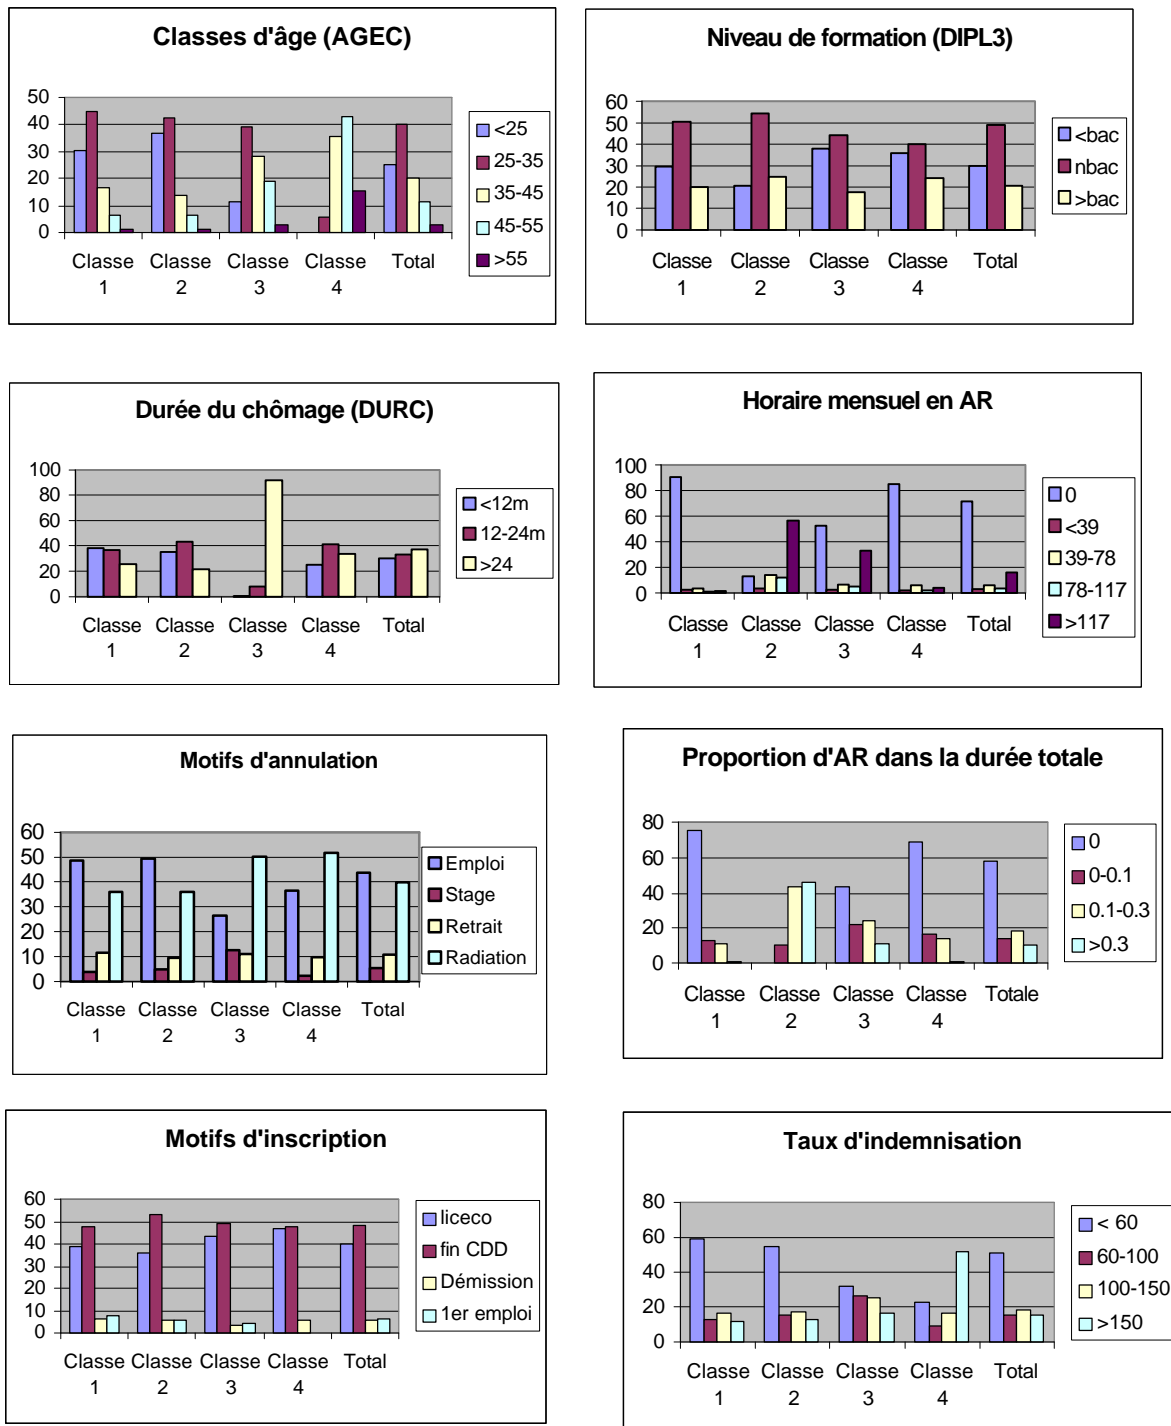 Classes d'âge (AGEC)
50
40
30
20
10
0
Classe 1
Classe 2
Classe 3
Classe 4
Total
<25
25-35
35-45
45-55
>55
Niveau de formation (DIPL3)
60
50
40
30
20
10
0
Classe 1
Classe 2
Classe 3
Classe 4
Total
<bac
nbac
>bac
Durée du chômage (DURC)
100
80
60
40
20
0
Classe 1
Classe 2
Classe 3
Classe 4
Total
<12m
12-24m
>24
Horaire mensuel en AR
100
80
60
40
20
0
Classe 1
Classe 2
Classe 3
Classe 4
Total
0
<39
39-78
78-117
>117
Motifs d'annulation
60
50
40
30
20
10
0
Classe 1
Classe 2
Classe 3
Classe 4
Total
Emploi
Stage
Retrait
Radiation
Proportion d'AR dans la durée totale
80
60
40
20
0
Classe 1
Classe 2
Classe 3
Classe 4
Totale
0
0-0.1
0.1-0.3
>0.3
Motifs d'inscription
60
50
40
30
20
10
0
Classe 1
Classe 2
Classe 3
Classe 4
Total
liceco
fin CDD
Démission
1er emploi
Taux d'indemnisation
80
60
40
20
0
Classe 1
Classe 2
Classe 3
Classe 4
Total
< 60
60-100
100-150
>150